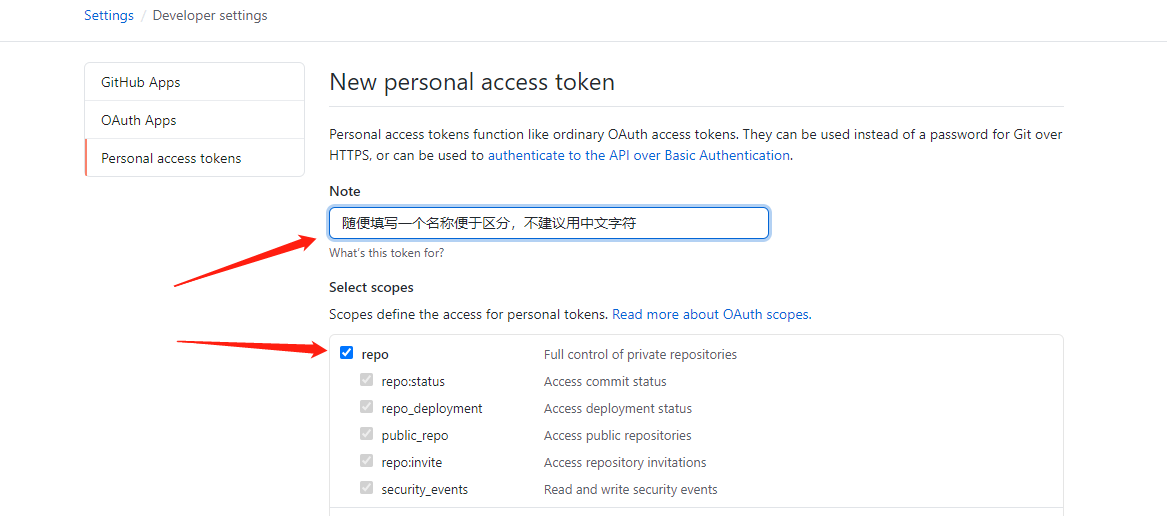 Settings / Developer settings
GitHub Apps
OAuth Apps
Personal access tokens
New personal access token
Personal access tokens function like ordinary OAuth access tokens. They can be used instead of a password for Git over
HTTPS, or can be used to authenticate to the API over Basic Authentication.
Note
随便填写一个名称便于区分，不建议用中文字符
What's this token for?
Select scopes
Scopes define the access for personal tokens. Read more about OAuth scopes.
repo Full control of private repositories
repo:status Access commit status
repo_deployment Access deployment status
public_repo Access public repositories
repo:invite Access repository invitations
security_events Read and write security events